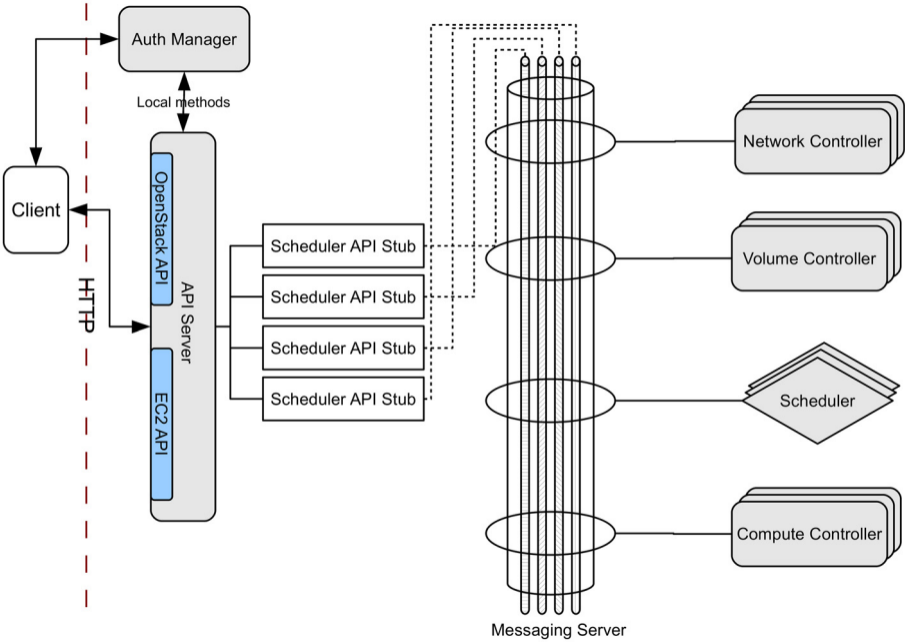 Auth Manager
Local methods
Client
HTTP
OpenStack API
API Server
EC2 API
Scheduler API Stub
Scheduler API Stub
Scheduler API Stub
Scheduler API Stub
Network Controller
Volume Controller
Scheduler
Compute Controller
Messaging Server